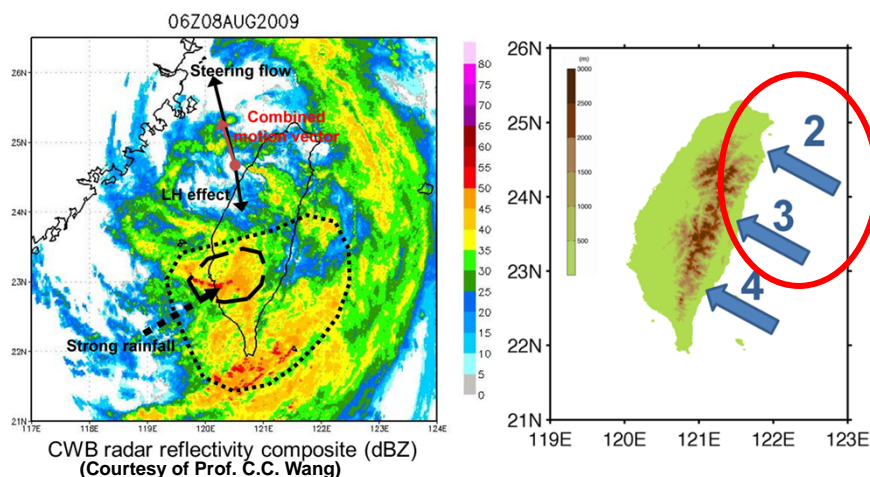 06Z08AUG2009
26N
25N
24N
23N
22N
21N
117E 118E 119E 120E 121E 122E 123E 124E
Steering flow
Combined
motion vector
LH effect
Strong rainfall
80
75
70
65
60
55
50
45
40
35
30
25
20
15
10
5
0
CWB radar reflectivity composite (dBZ)
(Courtesy of Prof. C.C. Wang)
26N
25N
24N
23N
22N
21N
119E 120E 121E 122E 123E
(m)
3000
2500
2000
1500
1000
500
2
3
4